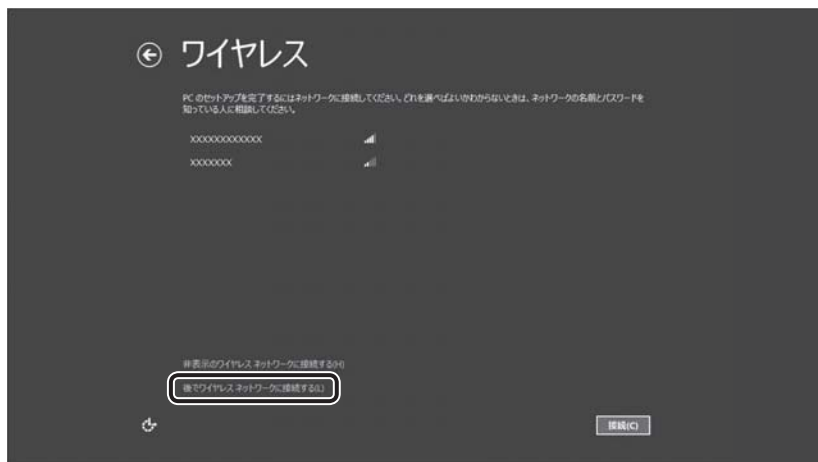 ワイヤレス
PC のセットアップを完了するにはネットワークに接続してください。どれを選べばよいかわからないときは、ネットワークの名前とパスワードを
知っている人に相談してください。
XXXXXXXXXXXX
XXXXXXX
非表示のワイヤレス ネットワークに接続する(H)
後でワイヤレス ネットワークに接続する(L)
接続(C)